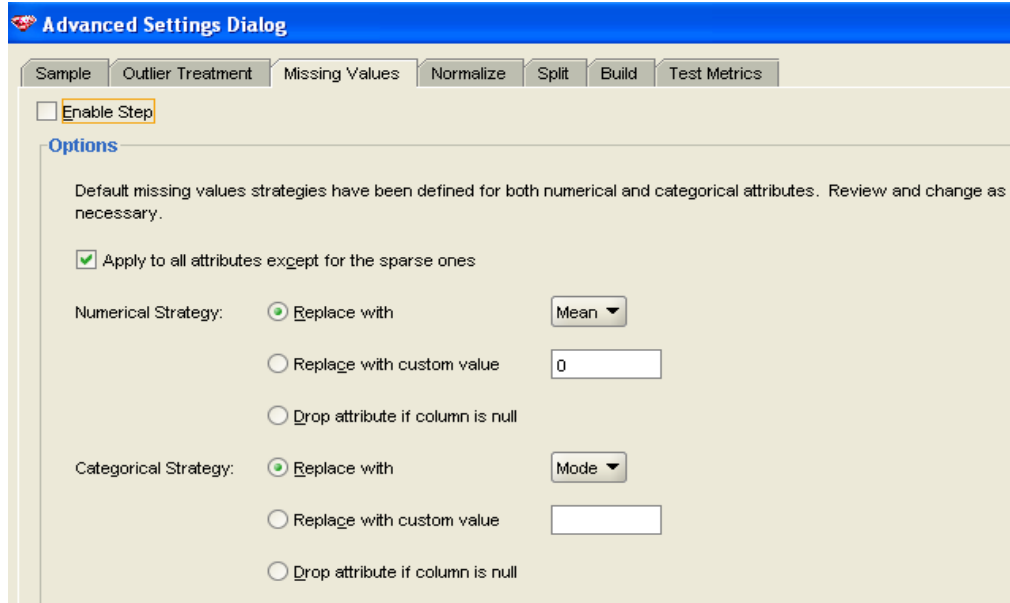 Advanced Settings Dialog
Sample Outlier Treatment Missing Values Normalize Split Build Test Metrics
Enable Step
Options
Default missing values strategies have been defined for both numerical and categorical attributes. Review and change as
necessary.
Apply to all attributes except for the sparse ones
Numerical Strategy: Replace with Mean
Replace with custom value 0
Drop attribute if column is null
Categorical Strategy: Replace with Mode
Replace with custom value
Drop attribute if column is null